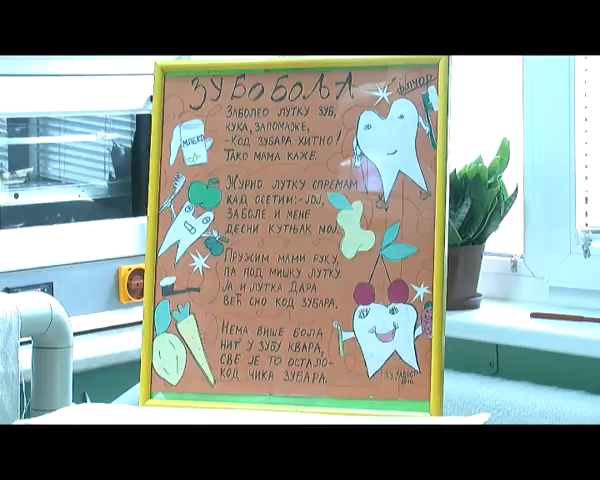 ЗУБОБОЉА
флуор
ЗАБОЛЕО ЛУТКУ ЗУБ,
КУКА, ЗАПОМАЖЕ,
-КОД ЗУБАРА ХИТНО!
ТАКО МАМА КАЖЕ.
МЛЕКО
ЖУРНО ЛУТКУ СПРЕМАМ
КАД ОСЕТИМ:-ЈОЈ,
ЗАБОЛЕ И МЕНЕ
ДЕСНИ КУТЊАК МОЈ.
ПРУЖИМ МАМИ РУКУ,
ПА ПОД МИШКУ ЛУТКУ
ЈА И ЛУТКА ДАРА
ВЕЋ СМО КОД ЗУБАРА.
НЕМА ВИШЕ БОЛА
НИТ' У ЗУБУ КВАРА,
СВЕ ЈЕ ТО ОСТАЛО-
КОД ЧИКА ЗУБАРА.